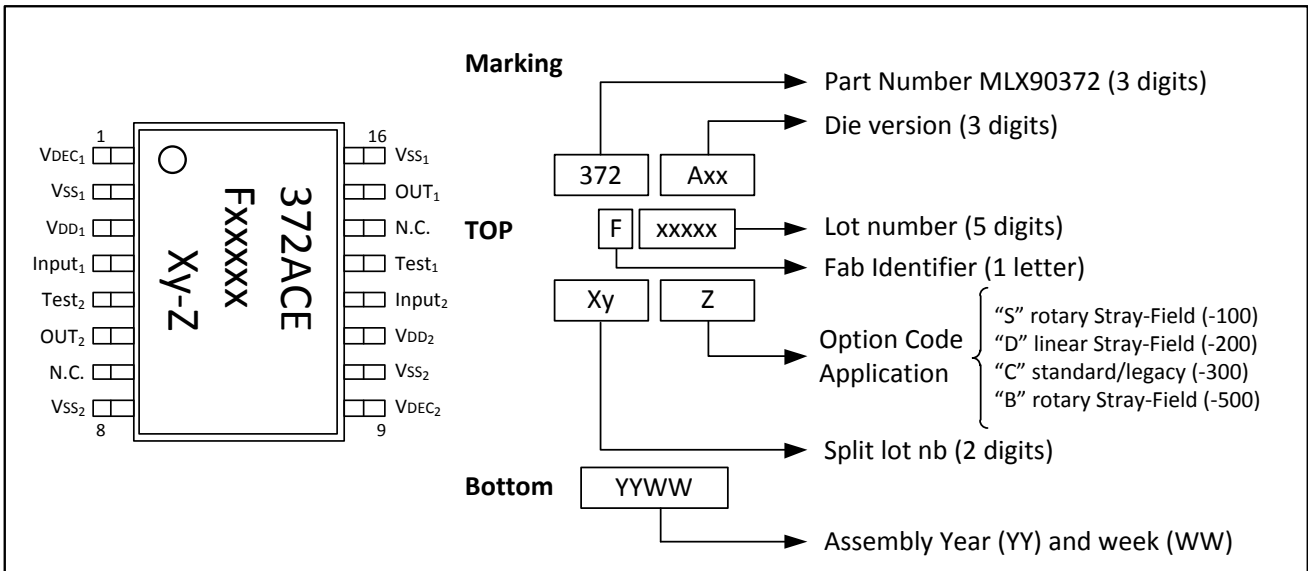 Marking
Part Number MLX90372 (3 digits)
Die version (3 digits)
372 Axx
TOP
F xxxxx
Lot number (5 digits)
Fab Identifier (1 letter)
Xy Z
Option Code
Application
“S” rotary Stray-Field (-100)
“D” linear Stray-Field (-200)
“C” standard/legacy (-300)
“B” rotary Stray-Field (-500)
Split lot nb (2 digits)
Bottom
YYWW
Assembly Year (YY) and week (WW)
1
16
VDEC1
VSS1
VDD1
Input1
Test2
OUT2
N.C.
VSS2
8
VSS1
OUT1
N.C.
Test1
Input2
VDD2
VSS2
VDEC2
9
372ACE
Fxxxxx
Xy-Z